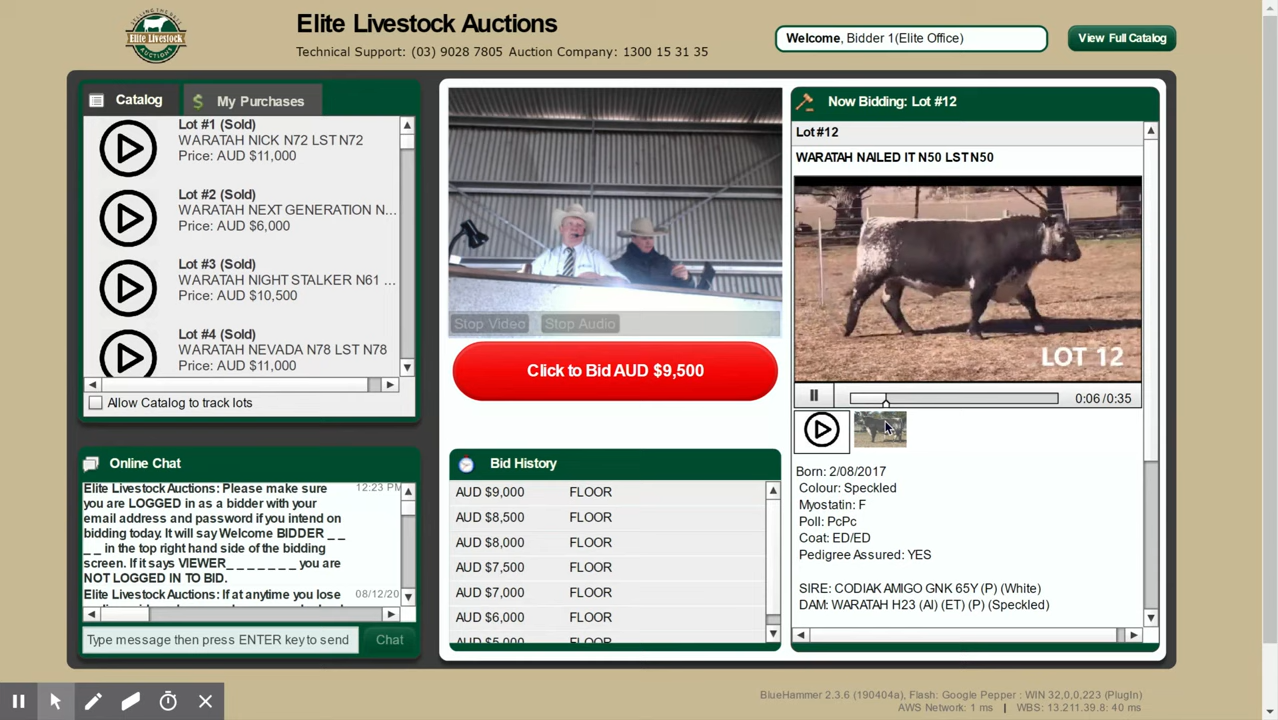 Elite Livestock
AUCTIONS
Elite Livestock Auctions
Technical Support: (03) 9028 7805 Auction Company: 1300 15 31 35
Welcome, Bidder 1(Elite Office)
View Full Catalog
Catalog
My Purchases
Lot #1 (Sold)
WARATAH NICK N72 LST N72
Price: AUD $11,000
Lot #2 (Sold)
WARATAH NEXT GENERATION N...
Price: AUD $6,000
Lot #3 (Sold)
WARATAH NIGHT STALKER N61 ...
Price: AUD $10,500
Lot #4 (Sold)
WARATAH NEVADA N78 LST N78
Price: AUD $11,000
Allow Catalog to track lots
Online Chat
Elite Livestock Auctions: Please make sure 12:23 PM
you are LOGGED in as a bidder with your
email address and password if you intend on
bidding today. It will say Welcome BIDDER _ _
_ _ in the top right hand side of the bidding
screen. If it says VIEWER_ _ _ _ _ _ _ you are
NOT LOGGED IN TO BID.
Elite Livestock Auctions: If at anytime you lose 08/12/20
Type message then press ENTER key to send
Chat
Stop Video Stop Audio
Click to Bid AUD $9,500
Bid History
AUD $9,000 FLOOR
AUD $8,500 FLOOR
AUD $8,000 FLOOR
AUD $7,500 FLOOR
AUD $7,000 FLOOR
AUD $6,000 FLOOR
AUD $5,000 FLOOR
Now Bidding: Lot #12
Lot #12
WARATAH NAILED IT N50 LST N50
LOT 12
0:06 / 0:35
Born: 2/08/2017
Colour: Speckled
Myostatin: F
Poll: PcPc
Coat: ED/ED
Pedigree Assured: YES
SIRE: CODIAK AMIGO GNK 65Y (P) (White)
DAM: WARATAH H23 (AI) (ET) (P) (Speckled)
BlueHammer 2.3.6 (190404a), Flash: Google Pepper : WIN 32,0,0,223 (PlugIn)
AWS Network: 1 ms | WBS: 13.211.39.8: 40 ms